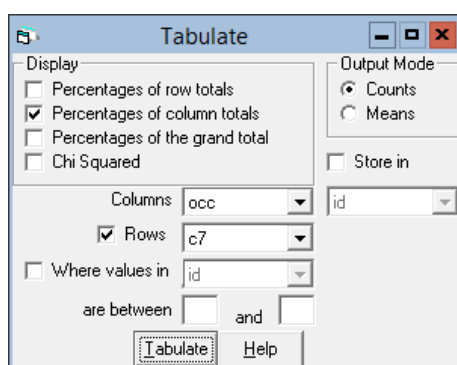 Tabulate
Display
Percentages of row totals
Percentages of column totals
Percentages of the grand total
Chi Squared
Output Mode
Counts
Means
Store in
Columns occ id
Rows c7
Where values in id
are between and
Tabulate Help